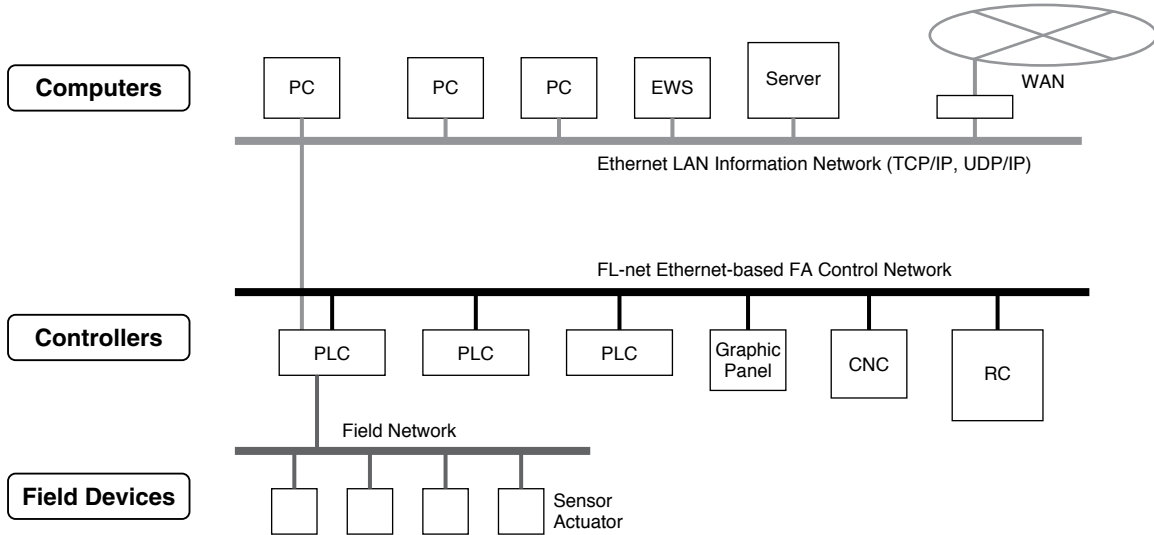 Computers
PC
PC
PC
EWS
Server
WAN
Ethernet LAN Information Network (TCP/IP, UDP/IP)
FL-net Ethernet-based FA Control Network
Controllers
PLC
PLC
PLC
Graphic
Panel
CNC
RC
Field Network
Field Devices
Sensor
Actuator